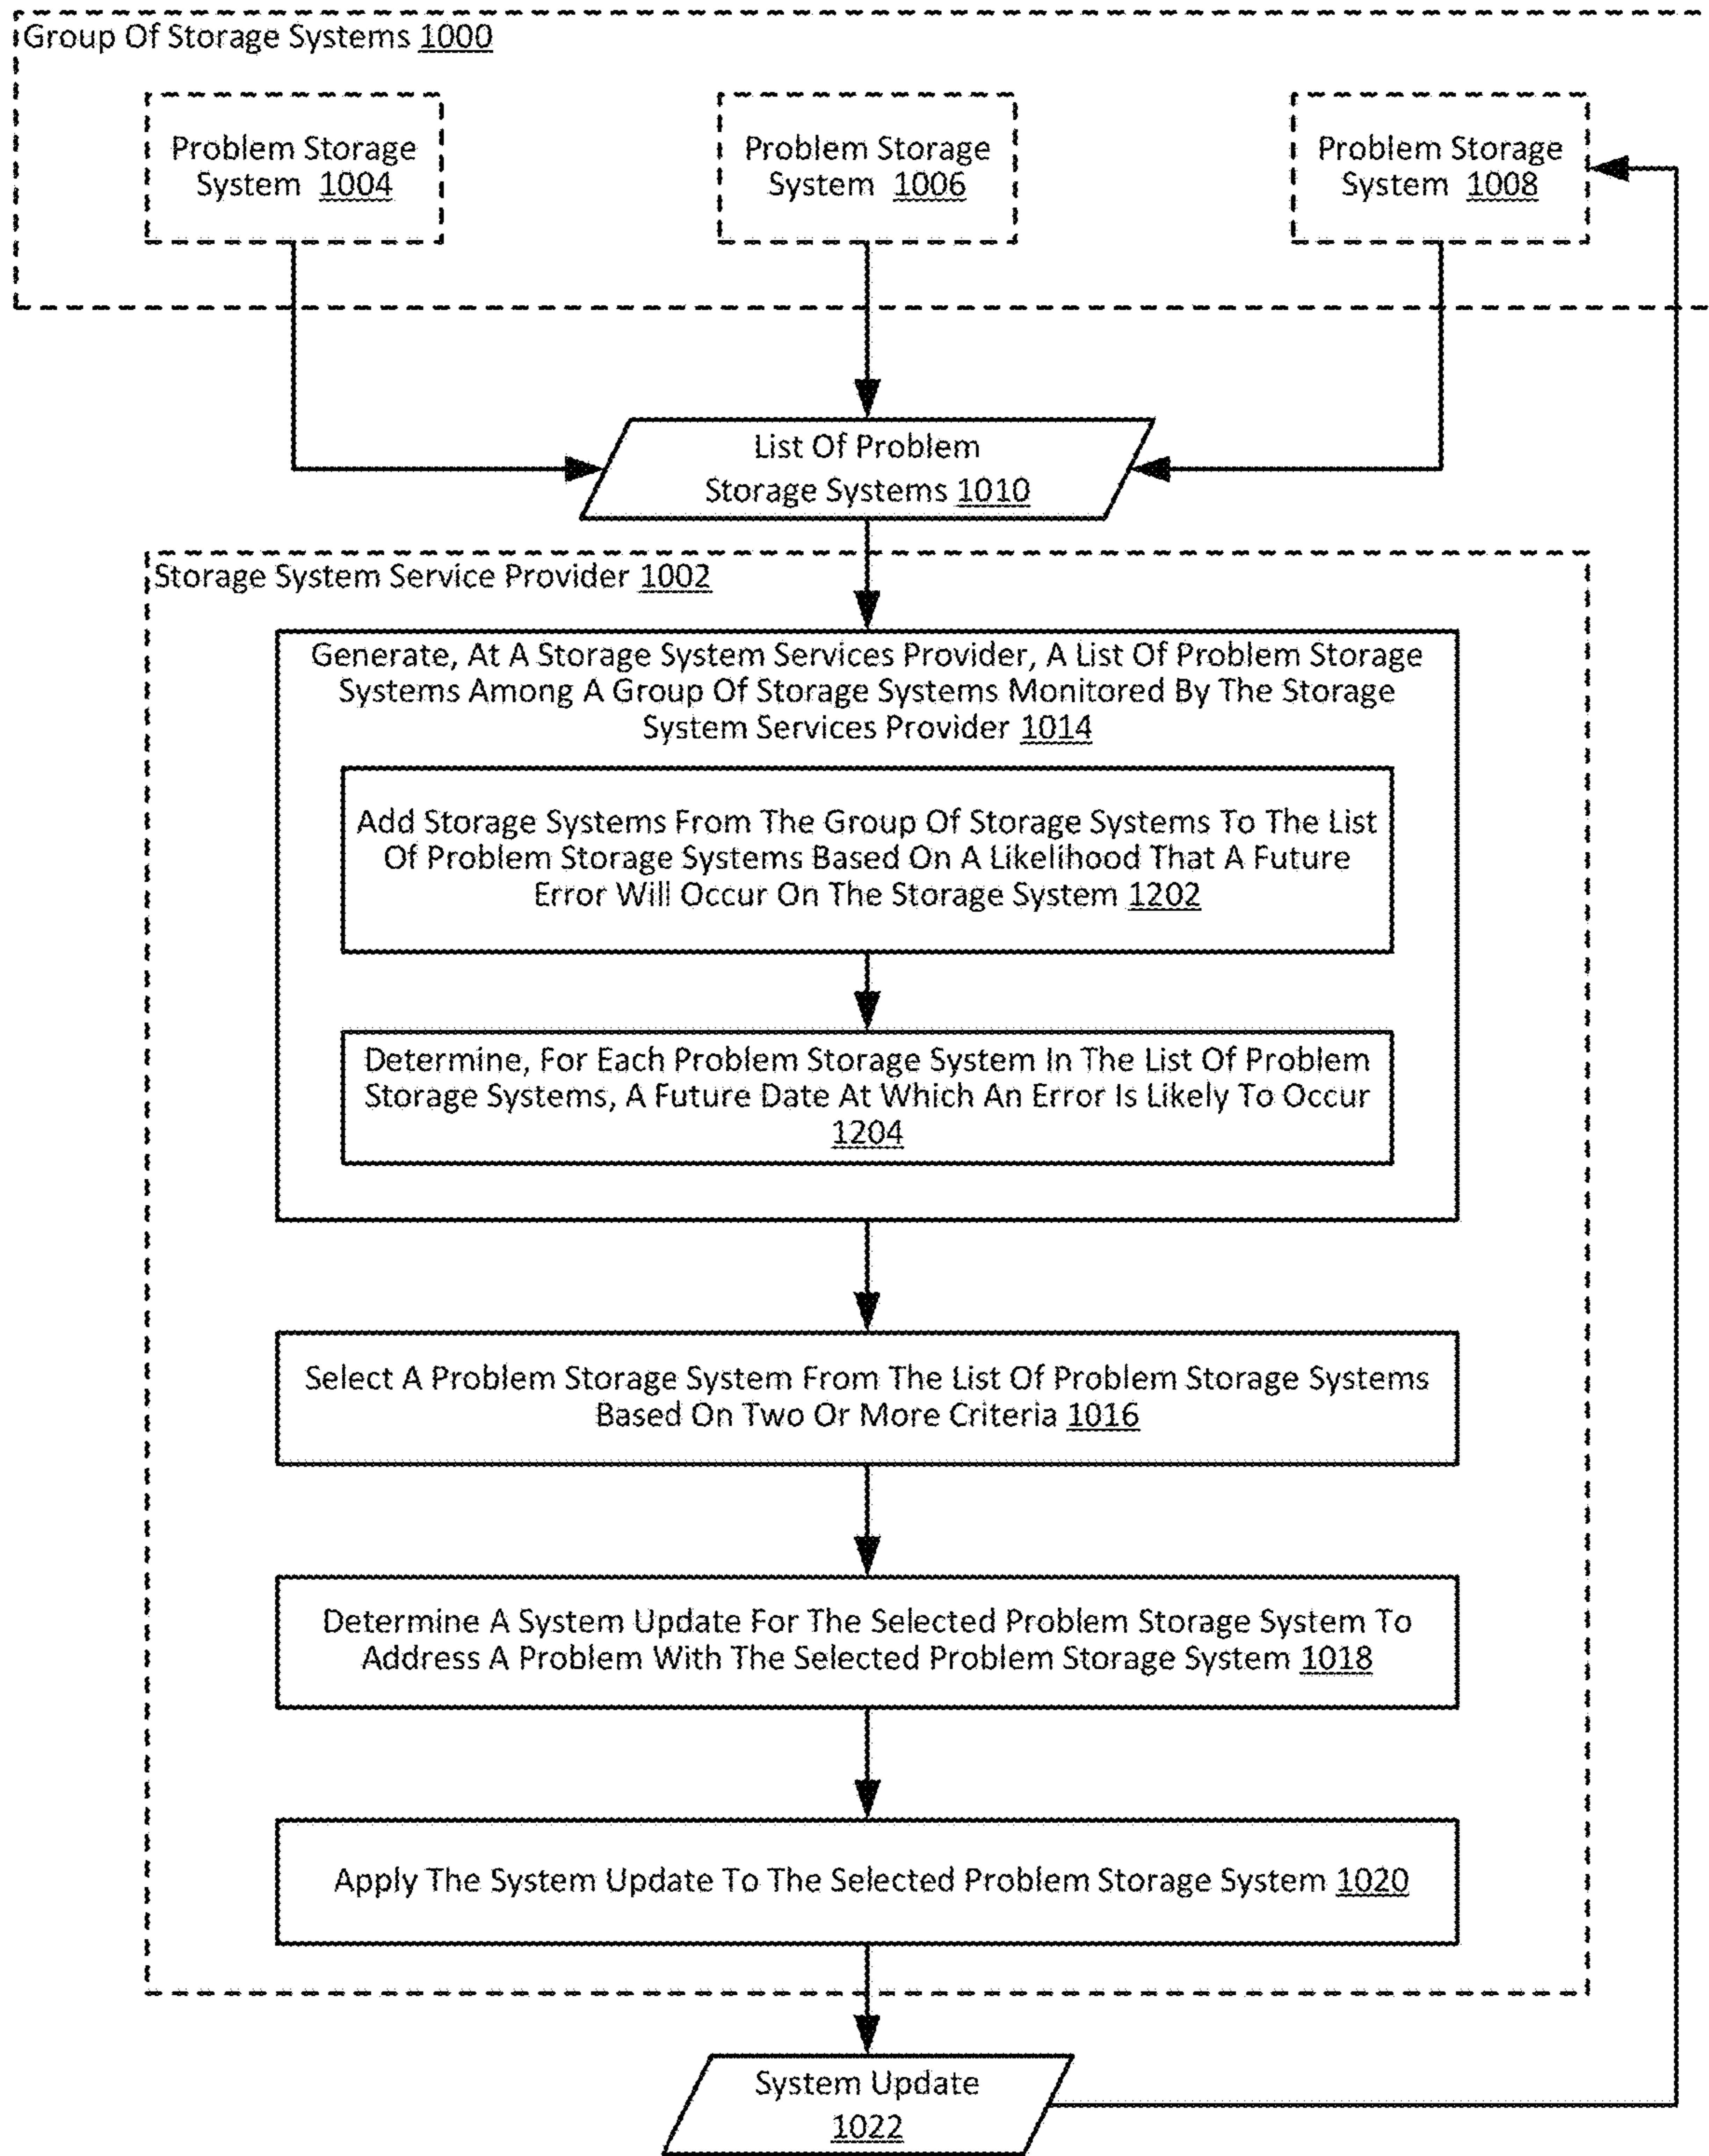 Group Of Storage Systems 1000
Problem Storage
System 1004
Problem Storage
System 1006
Problem Storage
System 1008
List Of Problem
Storage Systems 1010
Storage System Service Provider 1002
Generate, At A Storage System Services Provider, A List Of Problem Storage
Systems Among A Group Of Storage Systems Monitored By The Storage
System Services Provider 1014
Add Storage Systems From The Group Of Storage Systems To The List
Of Problem Storage Systems Based On A Likelihood That A Future
Error Will Occur On The Storage System 1202
Determine, For Each Problem Storage System In The List Of Problem
Storage Systems, A Future Date At Which An Error Is Likely To Occur
1204
Select A Problem Storage System From The List Of Problem Storage Systems
Based On Two Or More Criteria 1016
Determine A System Update For The Selected Problem Storage System To
Address A Problem With The Selected Problem Storage System 1018
Apply The System Update To The Selected Problem Storage System 1020
System Update
1022